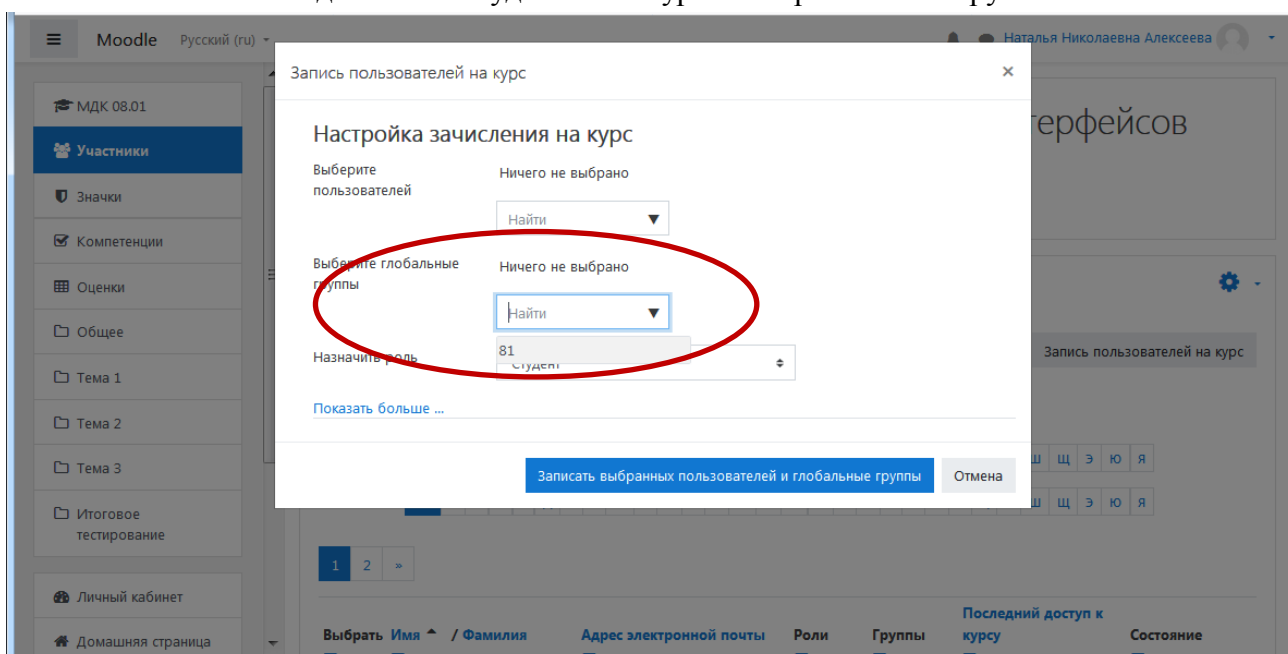 Moodle Русский (ru)
Наталья Николаевна Алексеева
Запись пользователей на курс ×
МДК 08.01
Участники
Значки
Компетенции
Оценки
Общее
Тема 1
Тема 2
Тема 3
Итоговое
тестирование
Личный кабинет
Домашняя страница
Настройка зачисления на курс
Выберите
пользователей
Ничего не выбрано
Найти ▼
Выберите глобальные
группы
Ничего не выбрано
Найти ▼
81
Назначить роль
Студент
Показать больше ...
Записать выбранных пользователей и глобальные группы Отмена
ерфейсов
Запись пользователей на курс
ш щ э ю я
ш щ э ю я
1 2 »
Выбрать Имя / Фамилия Адрес электронной почты Роли Группы Последний доступ к
курсу Состояние